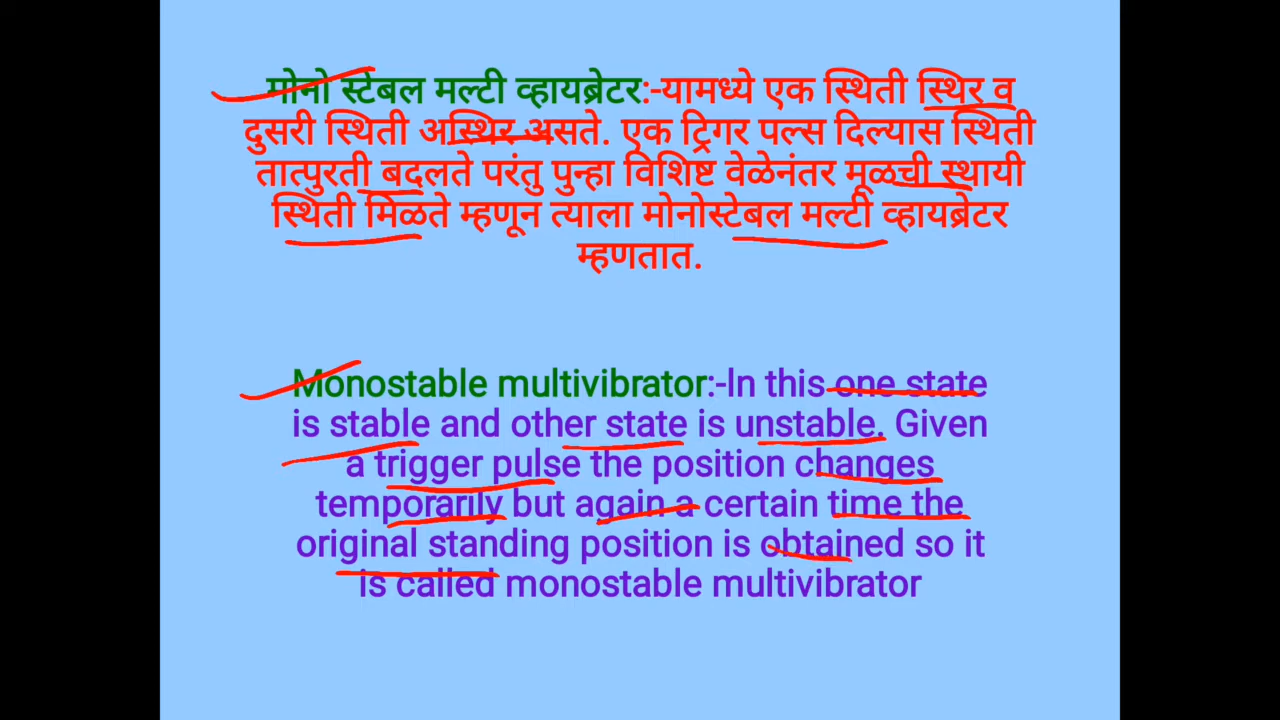 मोनो स्टेबल मल्टी व्हायब्रेटर:-यामध्ये एक स्थिती स्थिर व
दुसरी स्थिती अस्थिर असते. एक ट्रिगर पल्स दिल्यास स्थिती
तात्पुरती बदलते परंतु पुन्हा विशिष्ट वेळेनंतर मूळची स्थायी
स्थिती मिळते म्हणून त्याला मोनोस्टेबल मल्टी व्हायब्रेटर
म्हणतात.
Monostable multivibrator:-In this one state
is stable and other state is unstable. Given
a trigger pulse the position changes
temporarily but again a certain time the
original standing position is obtained so it
is called monostable multivibrator